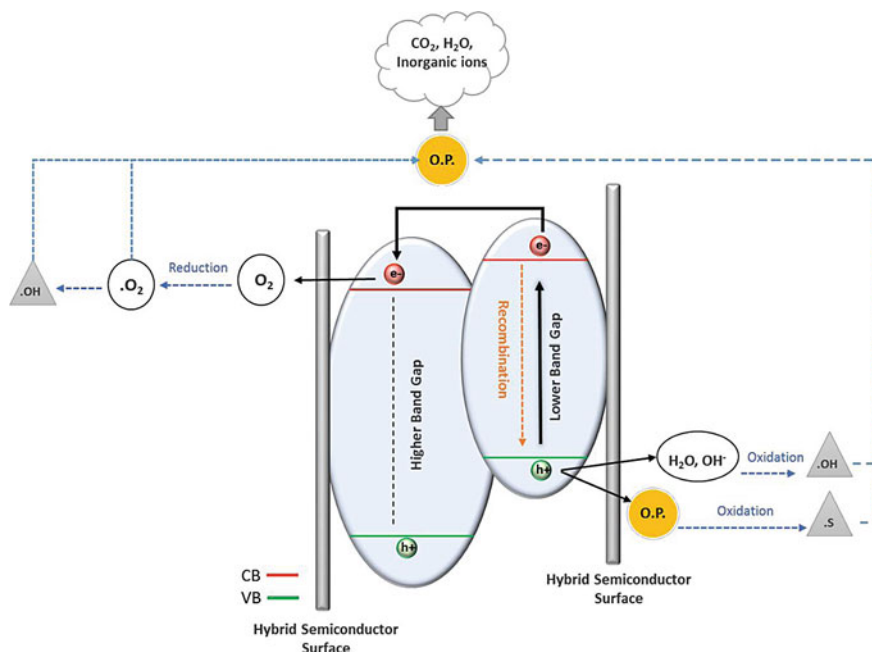 CO₂, H₂O,
Inorganic ions
O.P.
e-
e-
.OH
.O₂
Reduction
O₂
Higher Band Gap
Recombination
Lower Band Gap
h+
H₂O, OH⁻
Oxidation
.OH
O.P.
Oxidation
.S
h+
CB
VB
Hybrid Semiconductor
Surface
Hybrid Semiconductor
Surface